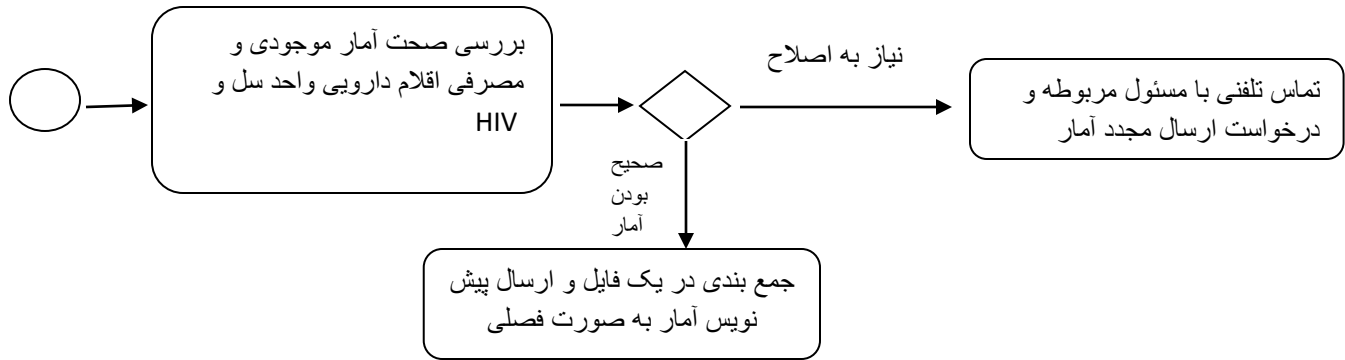 بررسی صحت آمار موجودی و
مصرفی اقلام دارویی واحد سل و
HIV
نیاز به اصلاح
تماس تلفنی با مسئول مربوطه و
درخواست ارسال مجدد آمار
صحیح
بودن
آمار
جمع بندی در یک فایل و ارسال پیش
نویس آمار به صورت فصلی